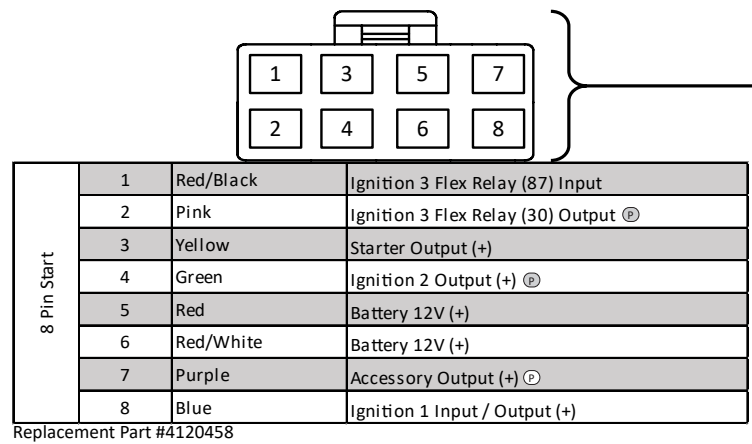 1 3 5 7
2 4 6 8
8 Pin Start
1 Red/Black Ignition 3 Flex Relay (87) Input
2 Pink Ignition 3 Flex Relay (30) Output Ⓟ
3 Yellow Starter Output (+)
4 Green Ignition 2 Output (+) Ⓟ
5 Red Battery 12V (+)
6 Red/White Battery 12V (+)
7 Purple Accessory Output (+) Ⓟ
8 Blue Ignition 1 Input / Output (+)
Replacement Part #4120458